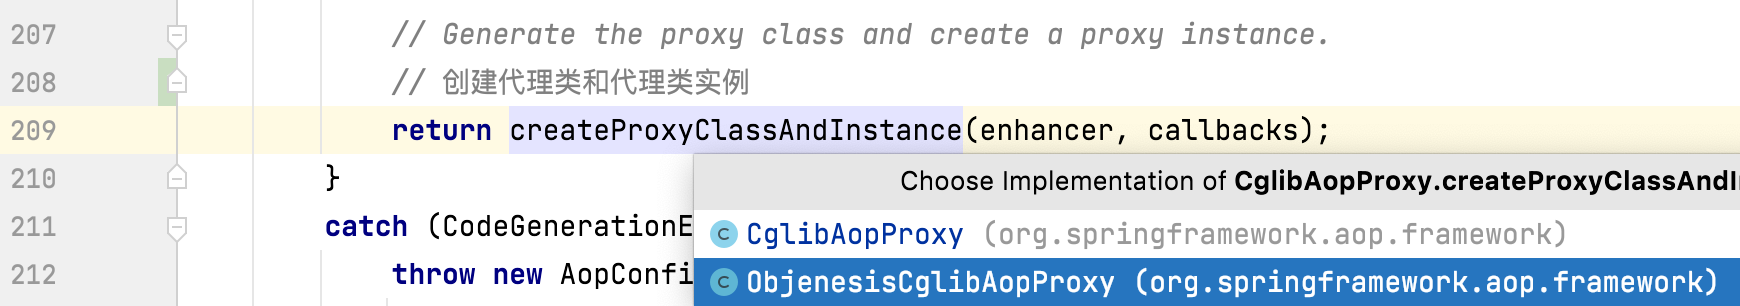 207 // Generate the proxy class and create a proxy instance.
208 // 创建代理类和代理类实例
209 return createProxyClassAndInstance(enhancer, callbacks);
Choose Implementation of CglibAopProxy.createProxyClassAndI
210 }
211 catch (CodeGenerationE
C CglibAopProxy (org.springframework.aop.framework)
212 throw new AopConfi
C ObjenesisCglibAopProxy (org.springframework.aop.framework)